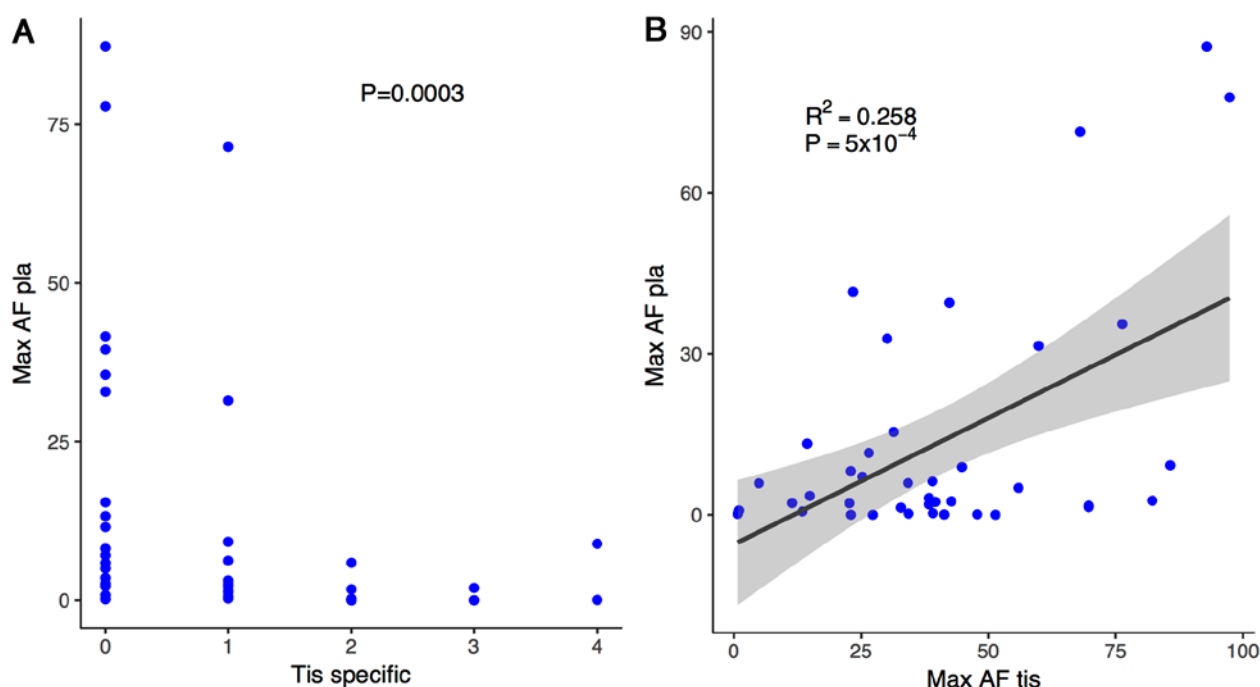 A
P=0.0003
Max AF pla
75
50
25
0
0 1 2 3 4
Tis specific
B
R² = 0.258
P = 5x10⁻⁴
Max AF pla
90
60
30
0
0 25 50 75 100
Max AF tis